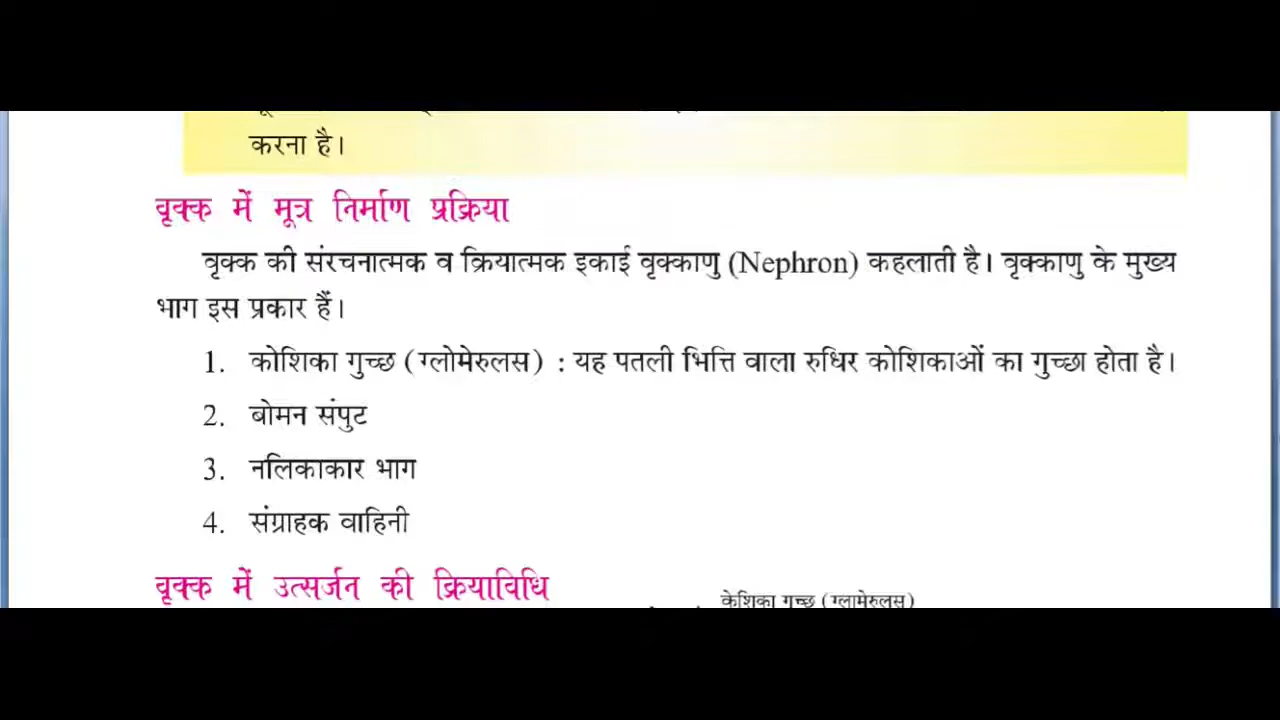 करना है।
वृक्क में मूत्र निर्माण प्रक्रिया
वृक्क की संरचनात्मक व क्रियात्मक इकाई वृक्काणु (Nephron) कहलाती है। वृक्काणु के मुख्य
भाग इस प्रकार हैं।
1. कोशिका गुच्छ (ग्लोमेरुलस) : यह पतली भित्ति वाला रुधिर कोशिकाओं का गुच्छा होता है।
2. बोमन संपुट
3. नलिकाकार भाग
4. संग्राहक वाहिनी
वृक्क में उत्सर्जन की क्रियाविधि
केशिका गुच्छ (ग्लामेरुलस)